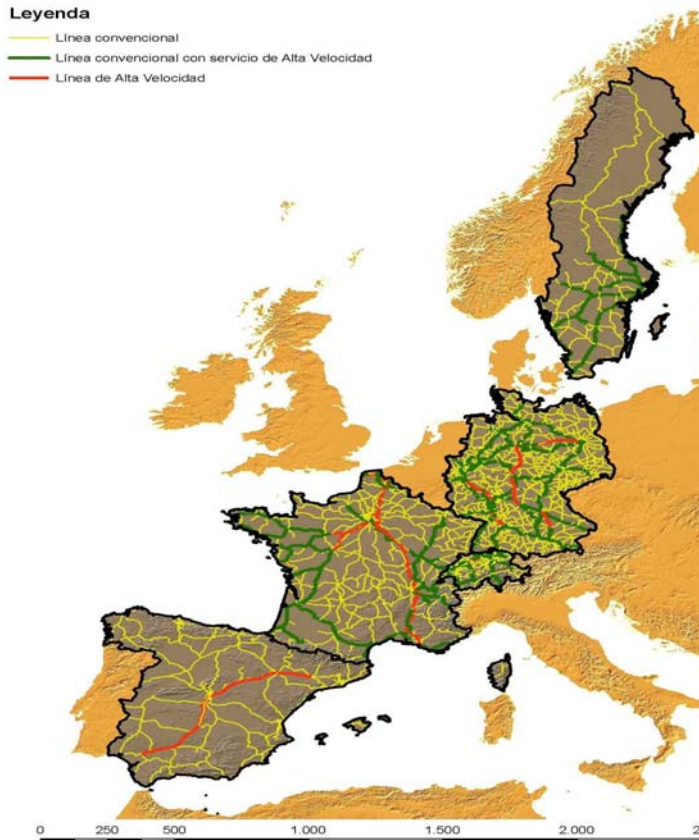 Leyenda
Línea convencional
Línea convencional con servicio de Alta Velocidad
Línea de Alta Velocidad
0 250 500 1.000 1.500 2.000